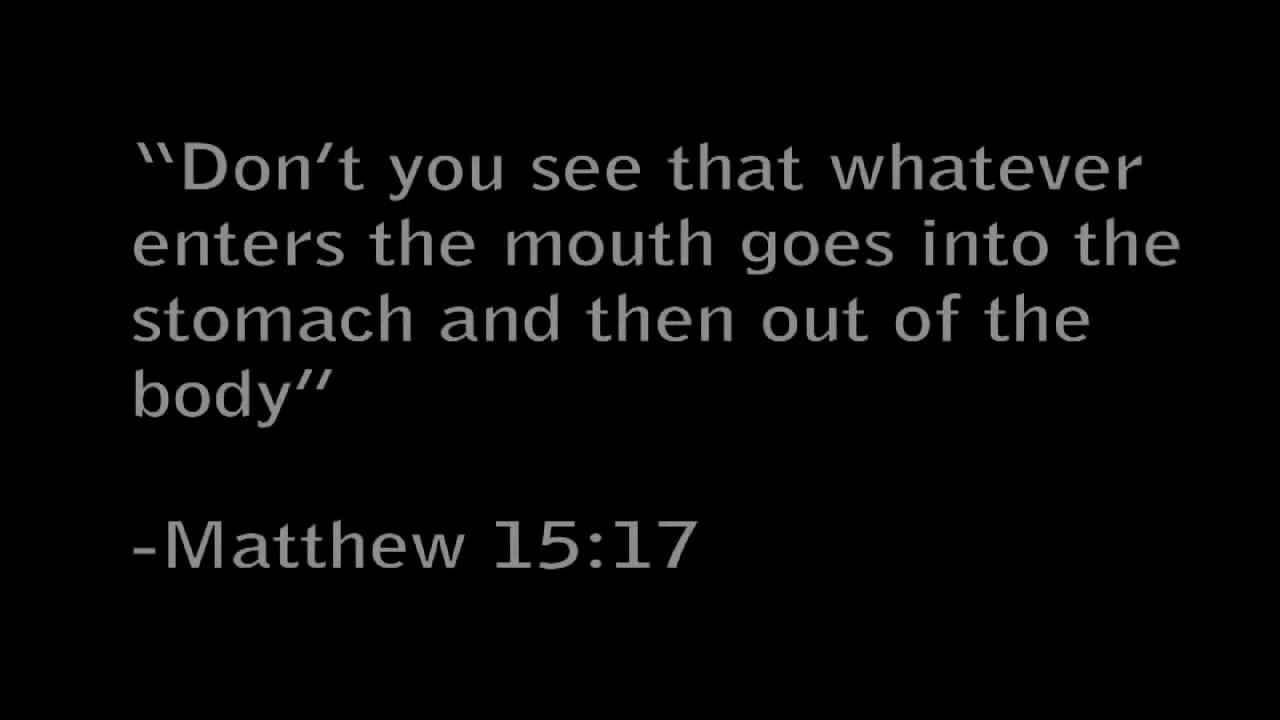 “Don’t you see that whatever
enters the mouth goes into the
stomach and then out of the
body”
-Matthew 15:17